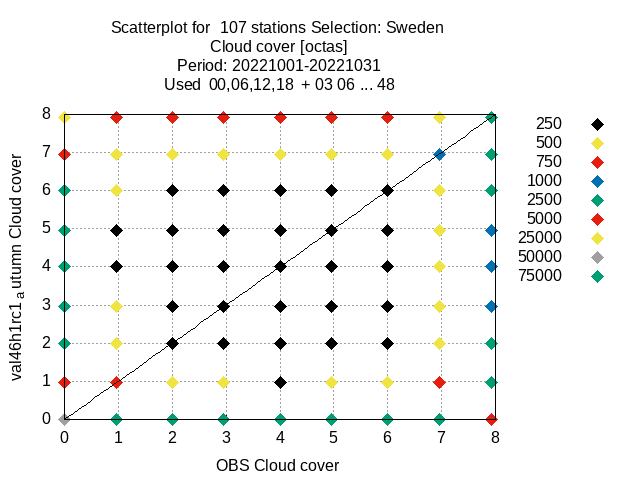 Scatterplot for 107 stations Selection: Sweden
Cloud cover [octas]
Period: 20221001-20221031
Used 00,06,12,18 + 03 06 ... 48
8
7
6
5
4
3
2
1
0
val46h1rc1 a utumn Cloud cover
0 1 2 3 4 5 6 7 8
OBS Cloud cover
250
500
750
1000
2500
5000
25000
50000
75000